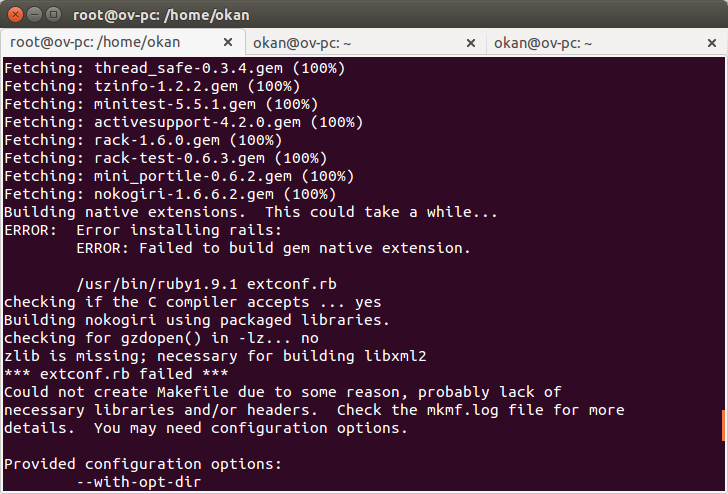 root@ov-pc: /home/okan
root@ov-pc: /home/okan okan@ov-pc: ~ okan@ov-pc: ~
Fetching: thread_safe-0.3.4.gem (100%)
Fetching: tzinfo-1.2.2.gem (100%)
Fetching: minitest-5.5.1.gem (100%)
Fetching: activesupport-4.2.0.gem (100%)
Fetching: rack-1.6.0.gem (100%)
Fetching: rack-test-0.6.3.gem (100%)
Fetching: mini_portile-0.6.2.gem (100%)
Fetching: nokogiri-1.6.6.2.gem (100%)
Building native extensions.  This could take a while...
ERROR:  Error installing rails:
        ERROR: Failed to build gem native extension.

        /usr/bin/ruby1.9.1 extconf.rb
checking if the C compiler accepts ... yes
Building nokogiri using packaged libraries.
checking for gzdopen() in -lz... no
zlib is missing; necessary for building libxml2
*** extconf.rb failed ***
Could not create Makefile due to some reason, probably lack of
necessary libraries and/or headers.  Check the mkmf.log file for more
details.  You may need configuration options.

Provided configuration options:
        --with-opt-dir